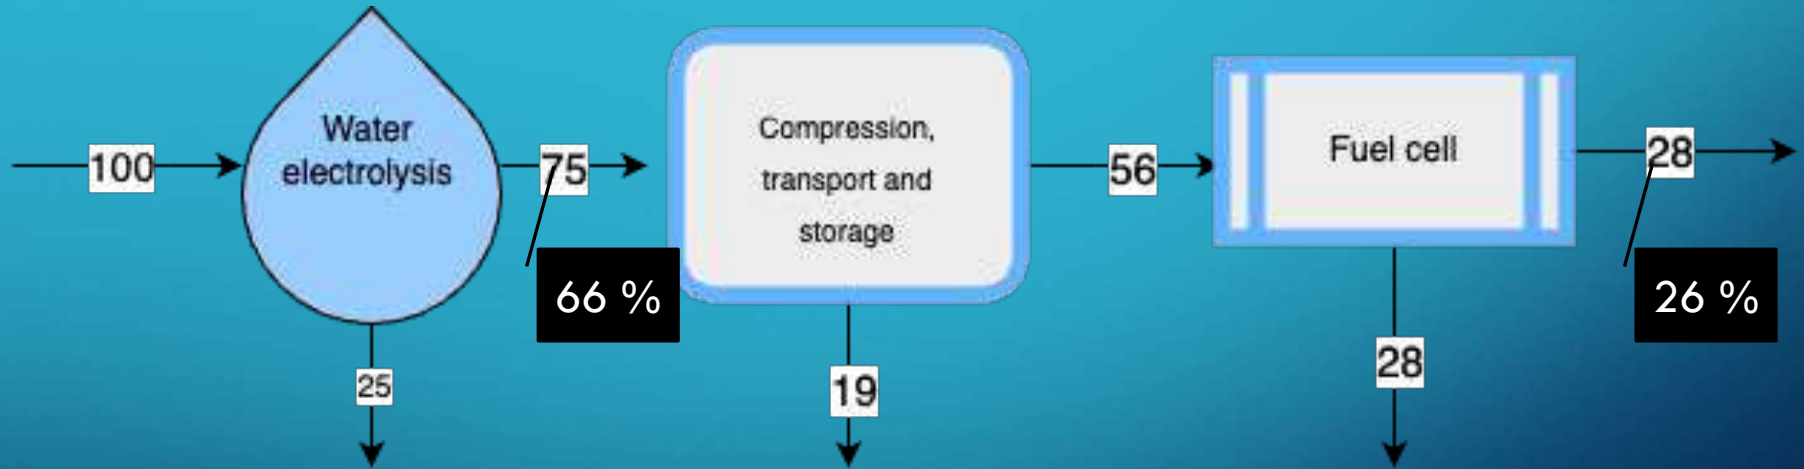 100
Water
electrolysis
75
66 %
25
Compression,
transport and
storage
19
56
Fuel cell
28
28
26 %